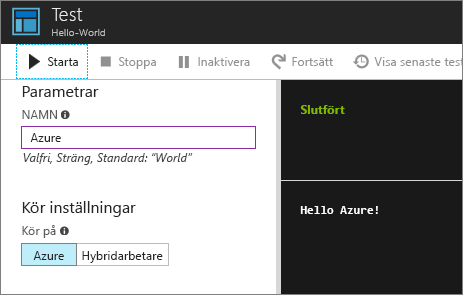 Test
Hello-World
Starta Stoppa Inaktivera Fortsätt Visa senaste test
Parametrar
NAMN
Azure
Valfri, Sträng, Standard: "World"
Kör inställningar
Kör på
Azure Hybridarbetare
Slutfört
Hello Azure!